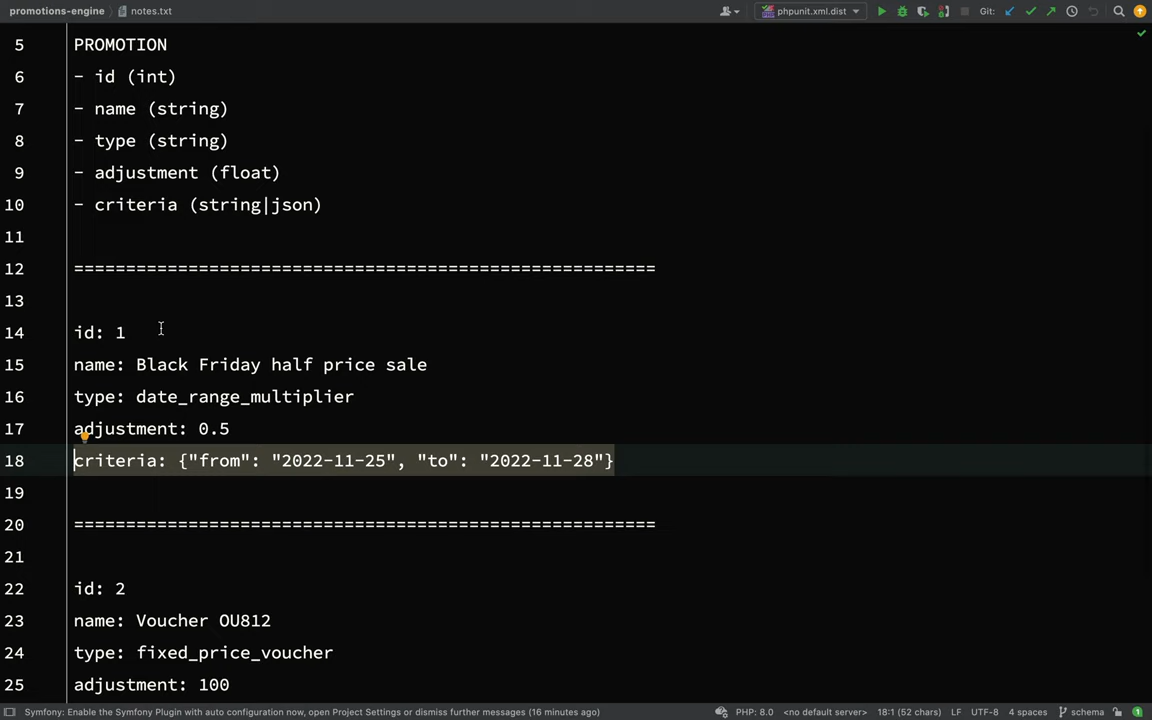 promotions-engine notes.txt phpunit.xml.dist Git:
5 PROMOTION
6 - id (int)
7 - name (string)
8 - type (string)
9 - adjustment (float)
10 - criteria (string|json)
11
12 ========================================================
13
14 id: 1
15 name: Black Friday half price sale
16 type: date_range_multiplier
17 adjustment: 0.5
18 criteria: {"from": "2022-11-25", "to": "2022-11-28"}
19
20 ========================================================
21
22 id: 2
23 name: Voucher OU812
24 type: fixed_price_voucher
25 adjustment: 100
Symfony: Enable the Symfony Plugin with auto configuration now, open Project Settings or dismiss further messages (16 minutes ago) PHP: 8.0 <no default server> 18:1 (52 chars) LF UTF-8 4 spaces schema 1